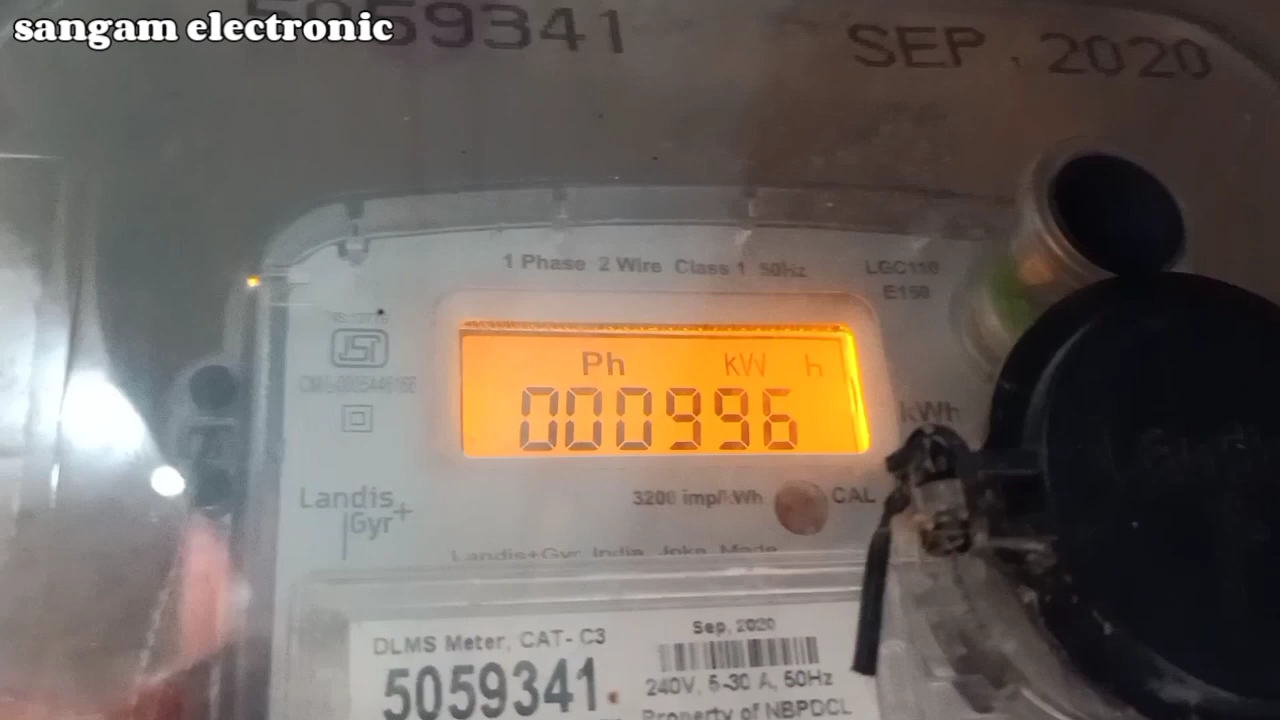 sangam electronic
5059341
SEP . 2020
1 Phase 2 Wire Class 1 50Hz
LGC110
E150
Ph kW h
000996
kWh
3200 imp/kWh
CAL
Landis
Gyr+
Landis+Gyr India
DLMS Meter, CAT- C3
5059341
Sep, 2020
240V, 5-30 A, 50Hz
Property of NBPDCL